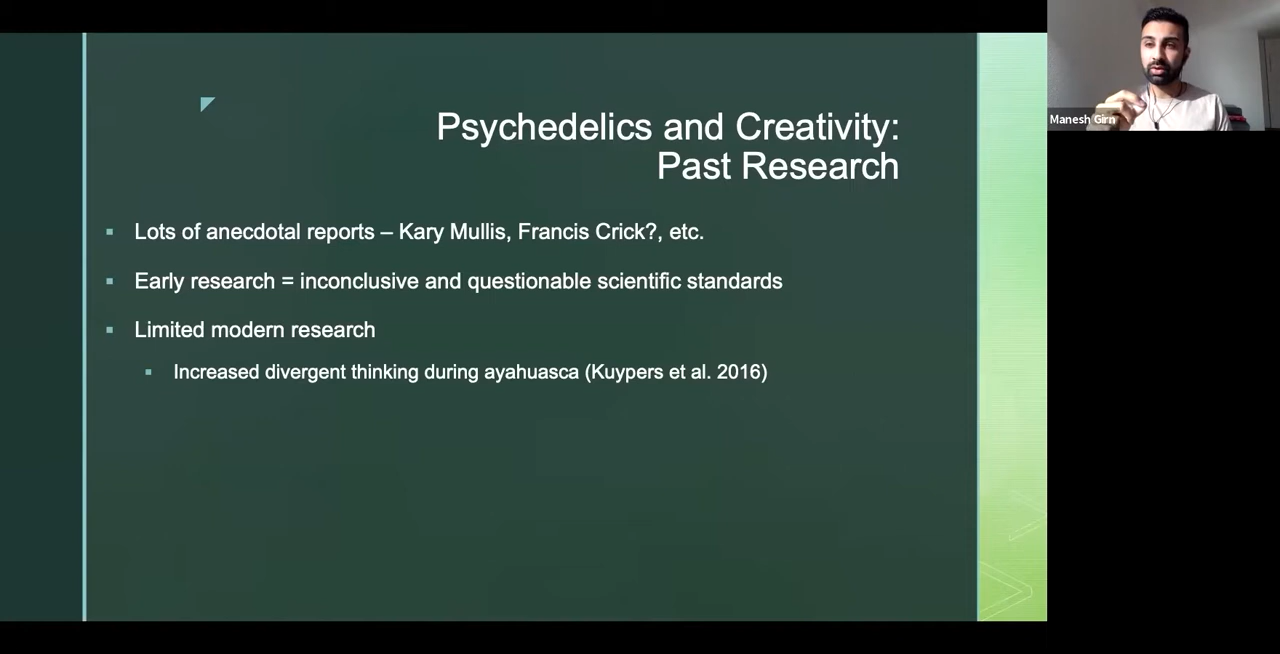 Psychedelics and Creativity:
Past Research
Lots of anecdotal reports – Kary Mullis, Francis Crick?, etc.
Early research = inconclusive and questionable scientific standards
Limited modern research
Increased divergent thinking during ayahuasca (Kuypers et al. 2016)
Manesh Girn